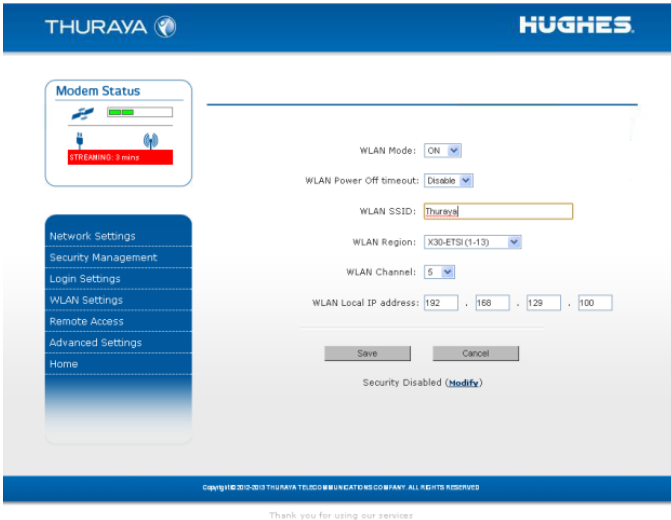 THURAYA
HUGHES.
Modem Status
STREAMING: 3 mins
Network Settings
Security Management
Login Settings
WLAN Settings
Remote Access
Advanced Settings
Home
WLAN Mode: ON
WLAN Power Off timeout: Disable
WLAN SSID: Thuraya
WLAN Region: X30-ETSI (1-13)
WLAN Channel: 5
WLAN Local IP address: 192 . 168 . 129 . 100
Save Cancel
Security Disabled (Modify)
Copyright© 2012-2013 THURAYA TELECOMMUNICATIONS COMPANY. ALL RIGHTS RESERVED
Thank you for using our services